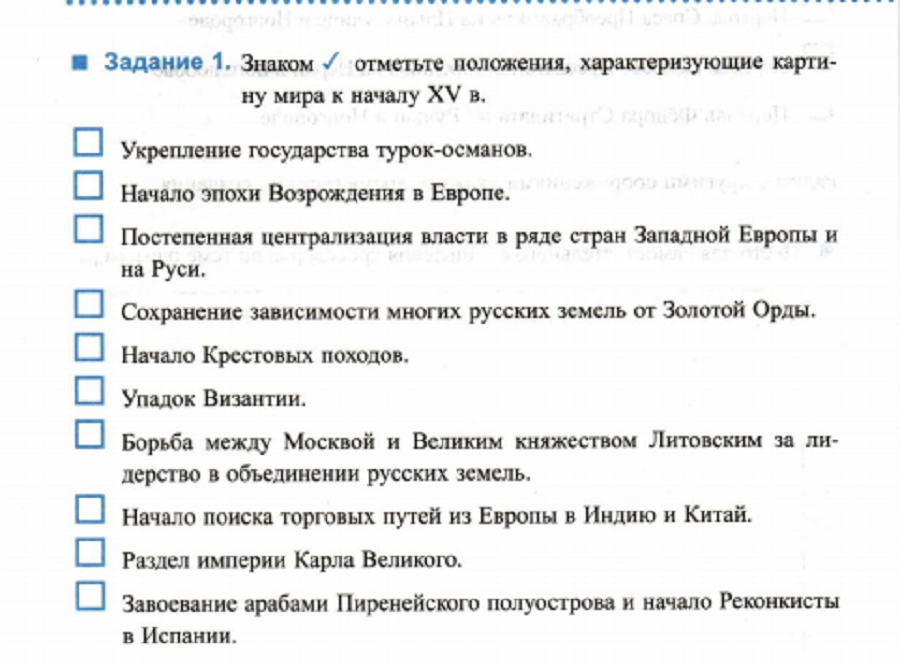 Задание 1. Знаком ✓ отметьте положения, характеризующие карти-
ну мира к началу XV в.
Укрепление государства турок-османов.
Начало эпохи Возрождения в Европе.
Постепенная централизация власти в ряде стран Западной Европы и
на Руси.
Сохранение зависимости многих русских земель от Золотой Орды.
Начало Крестовых походов.
Упадок Византии.
Борьба между Москвой и Великим княжеством Литовским за ли-
дерство в объединении русских земель.
Начало поиска торговых путей из Европы в Индию и Китай.
Раздел империи Карла Великого.
Завоевание арабами Пиренейского полуострова и начало Реконкисты
в Испании.